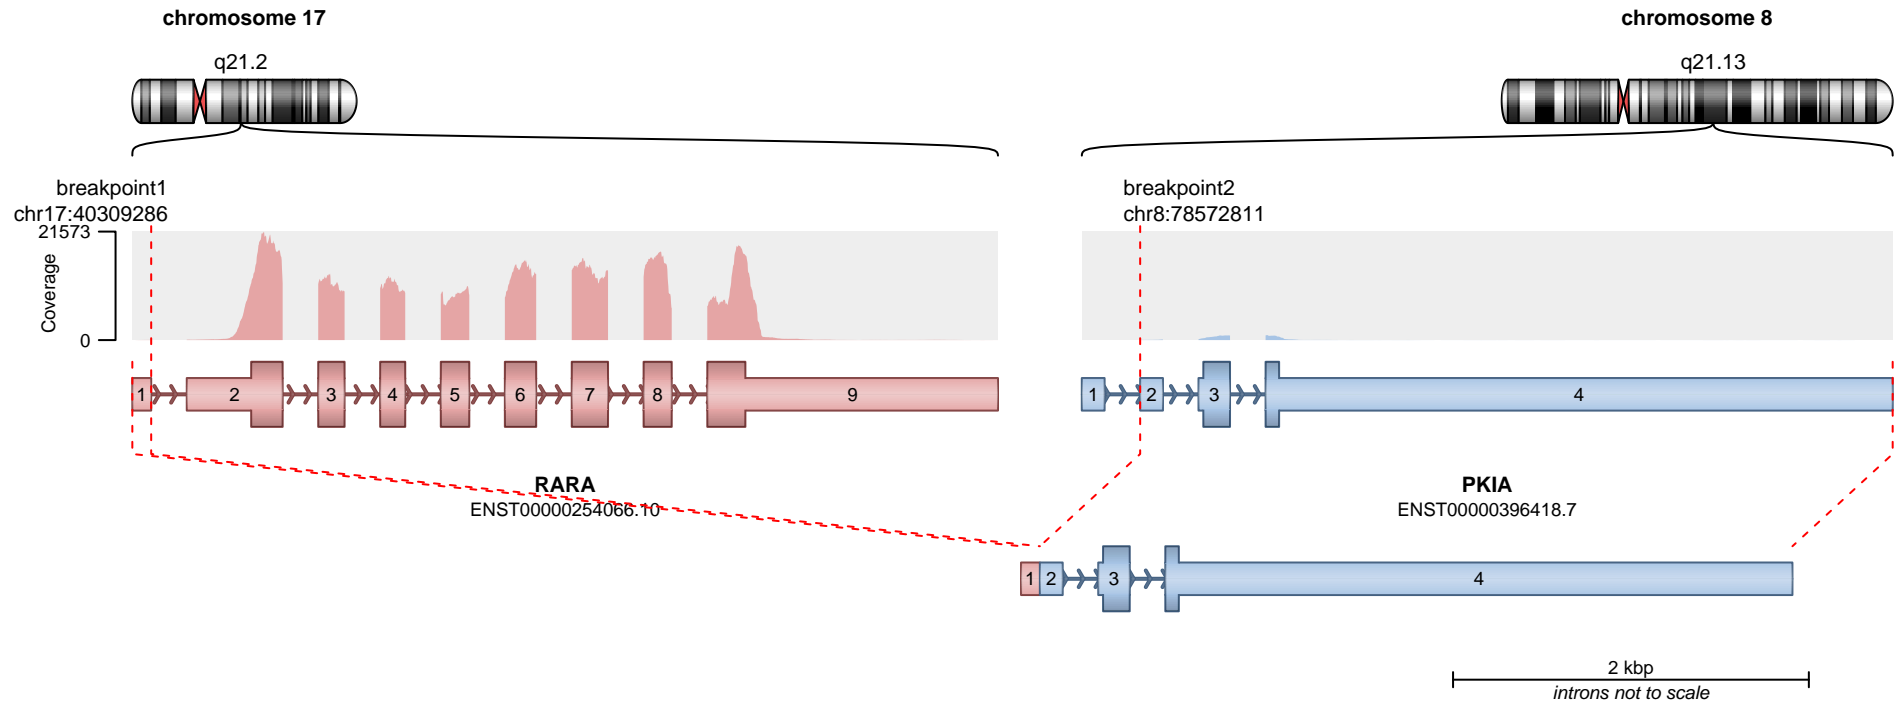 chromosome 17
chromosome 8
q21.2
q21.13
breakpoint1
chr17:40309286
breakpoint2
chr8:78572811
21573
Coverage
0
1 2 3 4 5 6 7 8 9
1 2 3 4
RARA
ENST00000254066.10
PKIA
ENST00000396418.7
1 2 3 4
2 kbp
introns not to scale